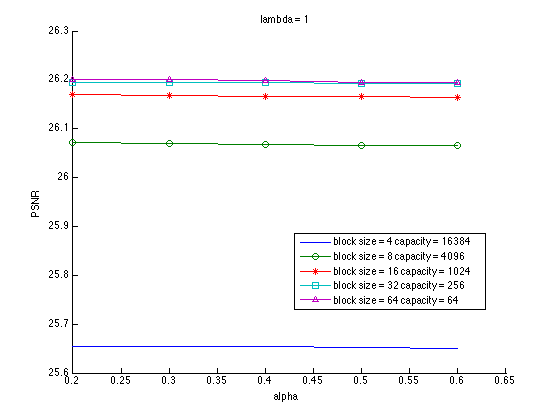 lambda = 1
26.3
26.2
26.1
26
25.9
25.8
25.7
25.6
PSNR
block size = 4 capacity = 16384
block size = 8 capacity = 4096
block size = 16 capacity = 1024
block size = 32 capacity = 256
block size = 64 capacity = 64
0.2 0.25 0.3 0.35 0.4 0.45 0.5 0.55 0.6 0.65
alpha